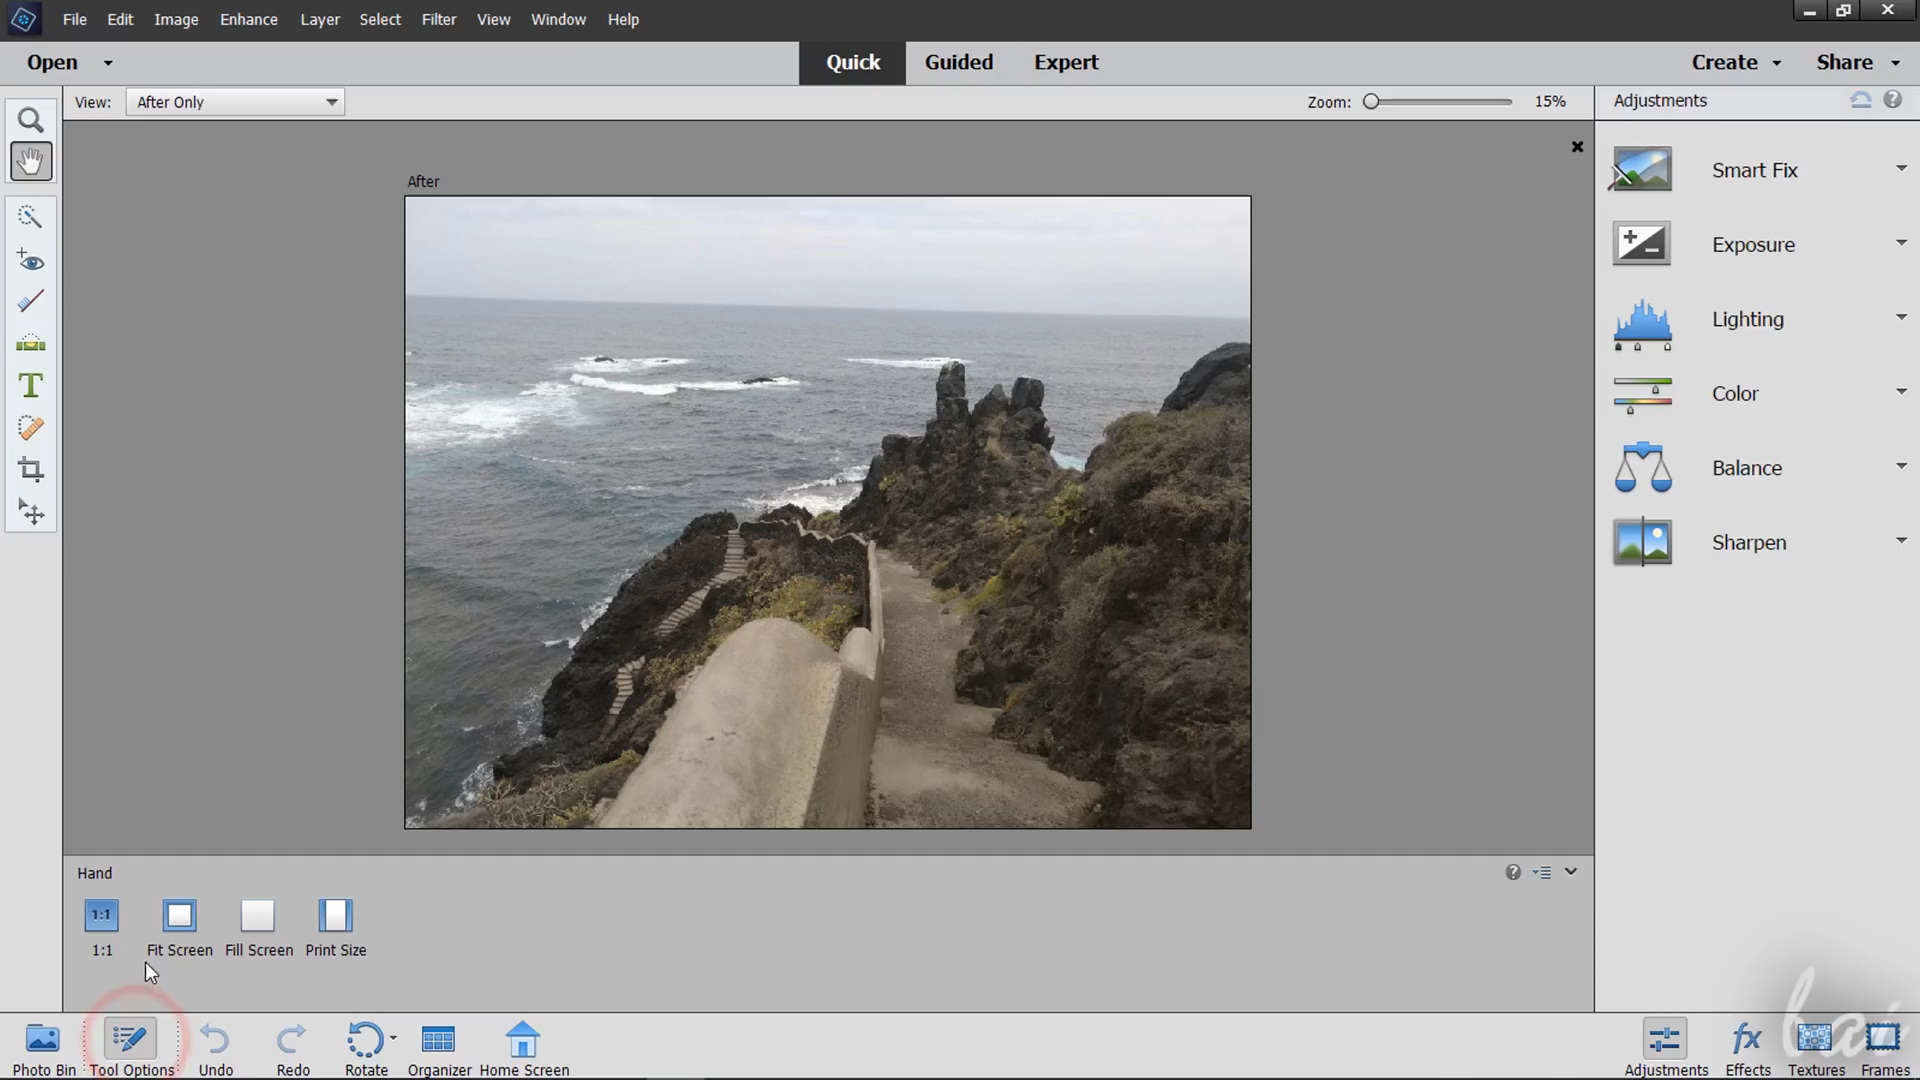 File Edit Image Enhance Layer Select Filter View Window Help
Open Quick Guided Expert Create Share
View: After Only Zoom: 15% Adjustments
After
Smart Fix
Exposure
Lighting
Color
Balance
Sharpen
T
Hand
1:1
1:1 Fit Screen Fill Screen Print Size
Photo Bin Tool Options Undo Redo Rotate Organizer Home Screen Adjustments Effects Textures Frames
fx
bai